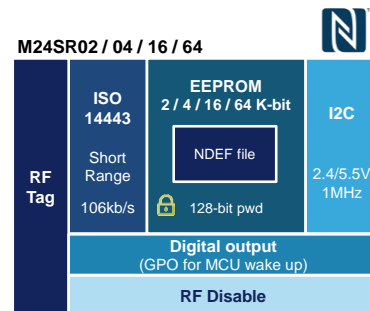 M24SR02 / 04 / 16 / 64
RF
Tag
ISO
14443
Short
Range
106kb/s
EEPROM
2 / 4 / 16 / 64 K-bit
NDEF file
128-bit pwd
I2C
2.4/5.5V
1MHz
Digital output
(GPO for MCU wake up)
RF Disable